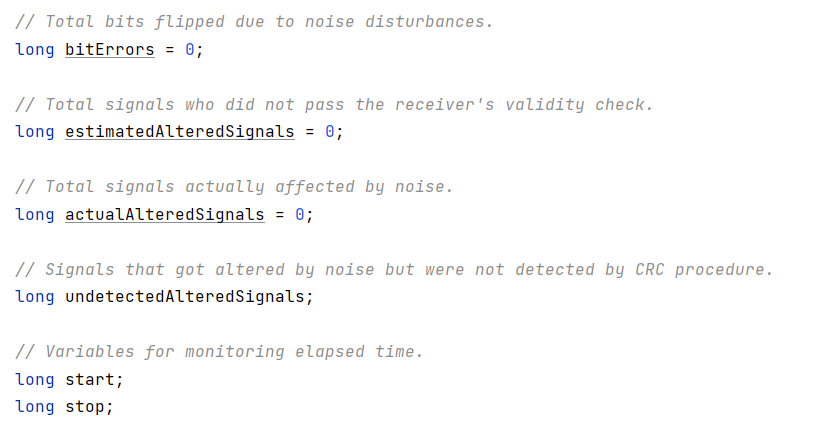 // Total bits flipped due to noise disturbances.
long bitErrors = 0;
// Total signals who did not pass the receiver's validity check.
long estimatedAlteredSignals = 0;
// Total signals actually affected by noise.
long actualAlteredSignals = 0;
// Signals that got altered by noise but were not detected by CRC procedure.
long undetectedAlteredSignals;
// Variables for monitoring elapsed time.
long start;
long stop;